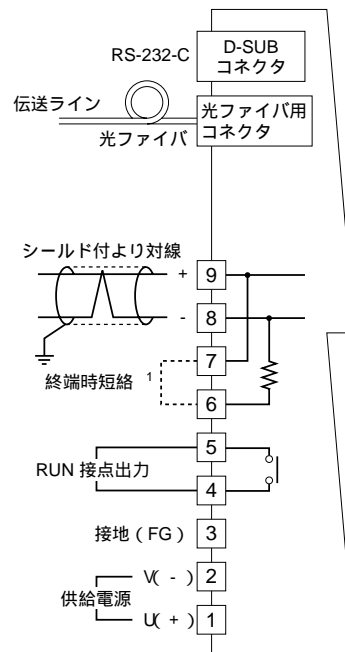 RS-232-C
D-SUB
コネクタ
伝送ライン
光ファイバ
光ファイバ用
コネクタ
シールド付より対線
+ 9
- 8
7
終端時短絡 1
6
5
RUN 接点出力
4
接地（FG） 3
V( - ) 2
供給電源
U( + ) 1